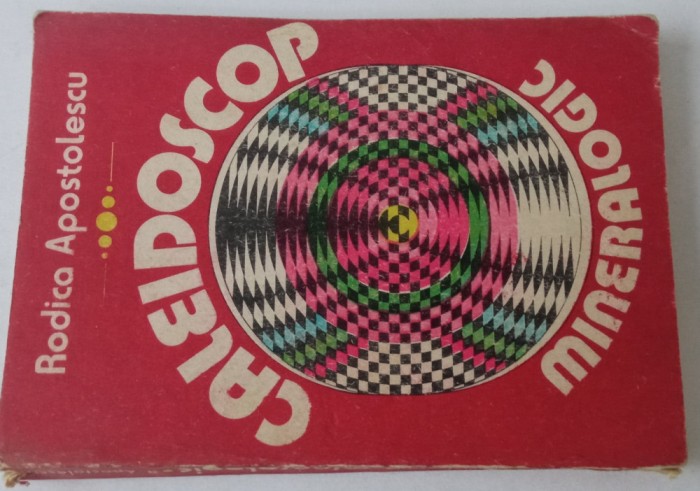 Rodica Apostolescu
CALEIDOSCOP
MINERALOGIC